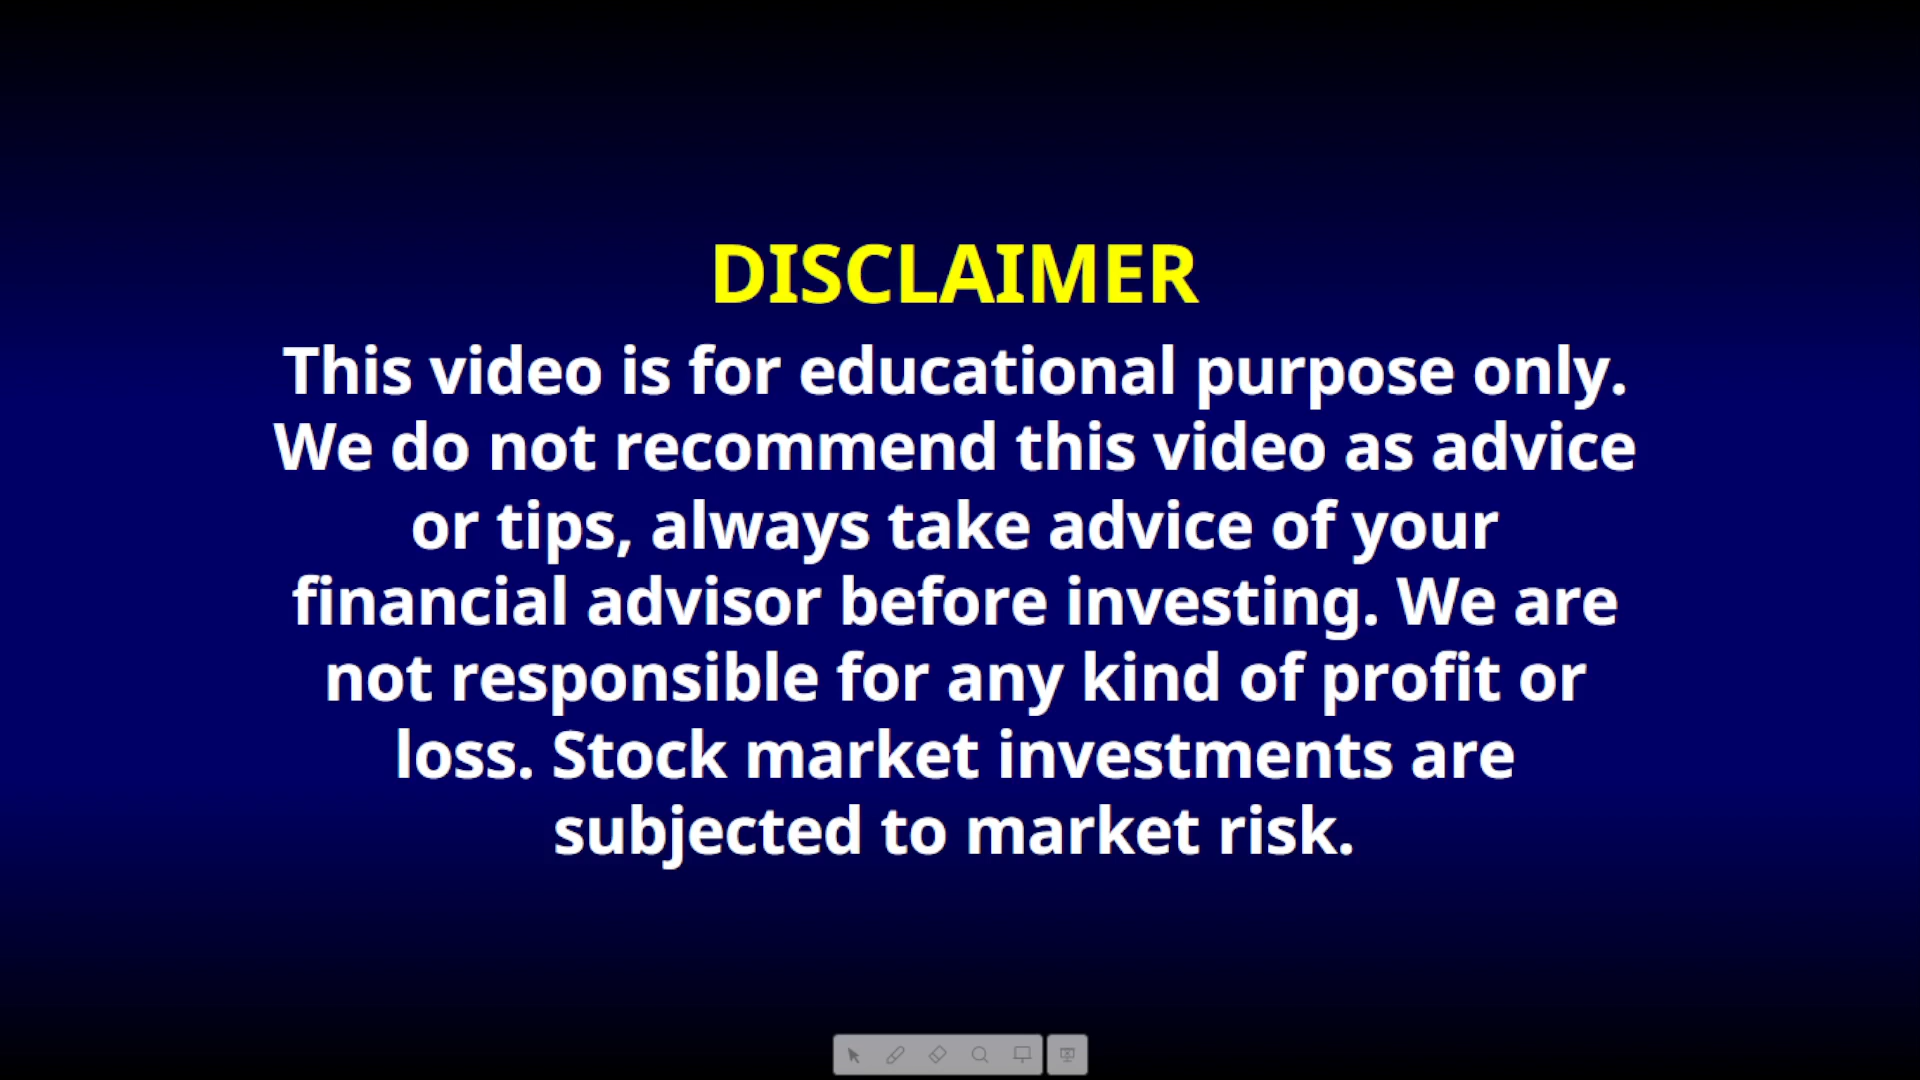 DISCLAIMER
This video is for educational purpose only.
We do not recommend this video as advice
or tips, always take advice of your
financial advisor before investing. We are
not responsible for any kind of profit or
loss. Stock market investments are
subjected to market risk.